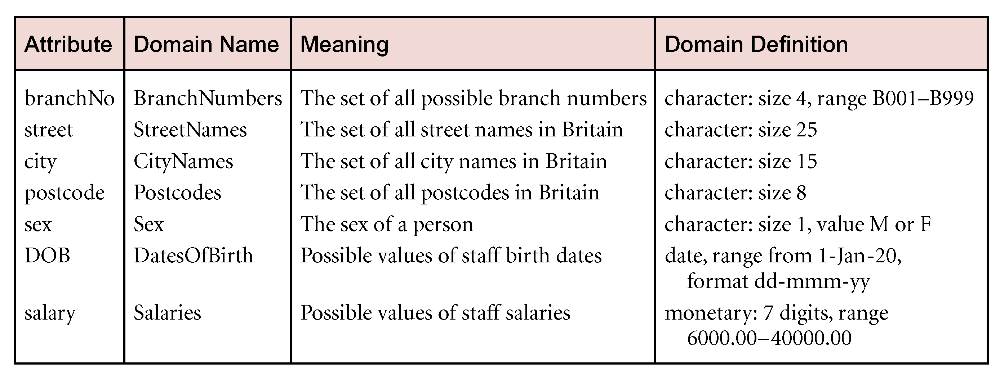 Attribute Domain Name Meaning Domain Definition
branchNo BranchNumbers The set of all possible branch numbers character: size 4, range B001–B999
street StreetNames The set of all street names in Britain character: size 25
city CityNames The set of all city names in Britain character: size 15
postcode Postcodes The set of all postcodes in Britain character: size 8
sex Sex The sex of a person character: size 1, value M or F
DOB DatesOfBirth Possible values of staff birth dates date, range from 1-Jan-20,
format dd-mmm-yy
salary Salaries Possible values of staff salaries monetary: 7 digits, range
6000.00–40000.00